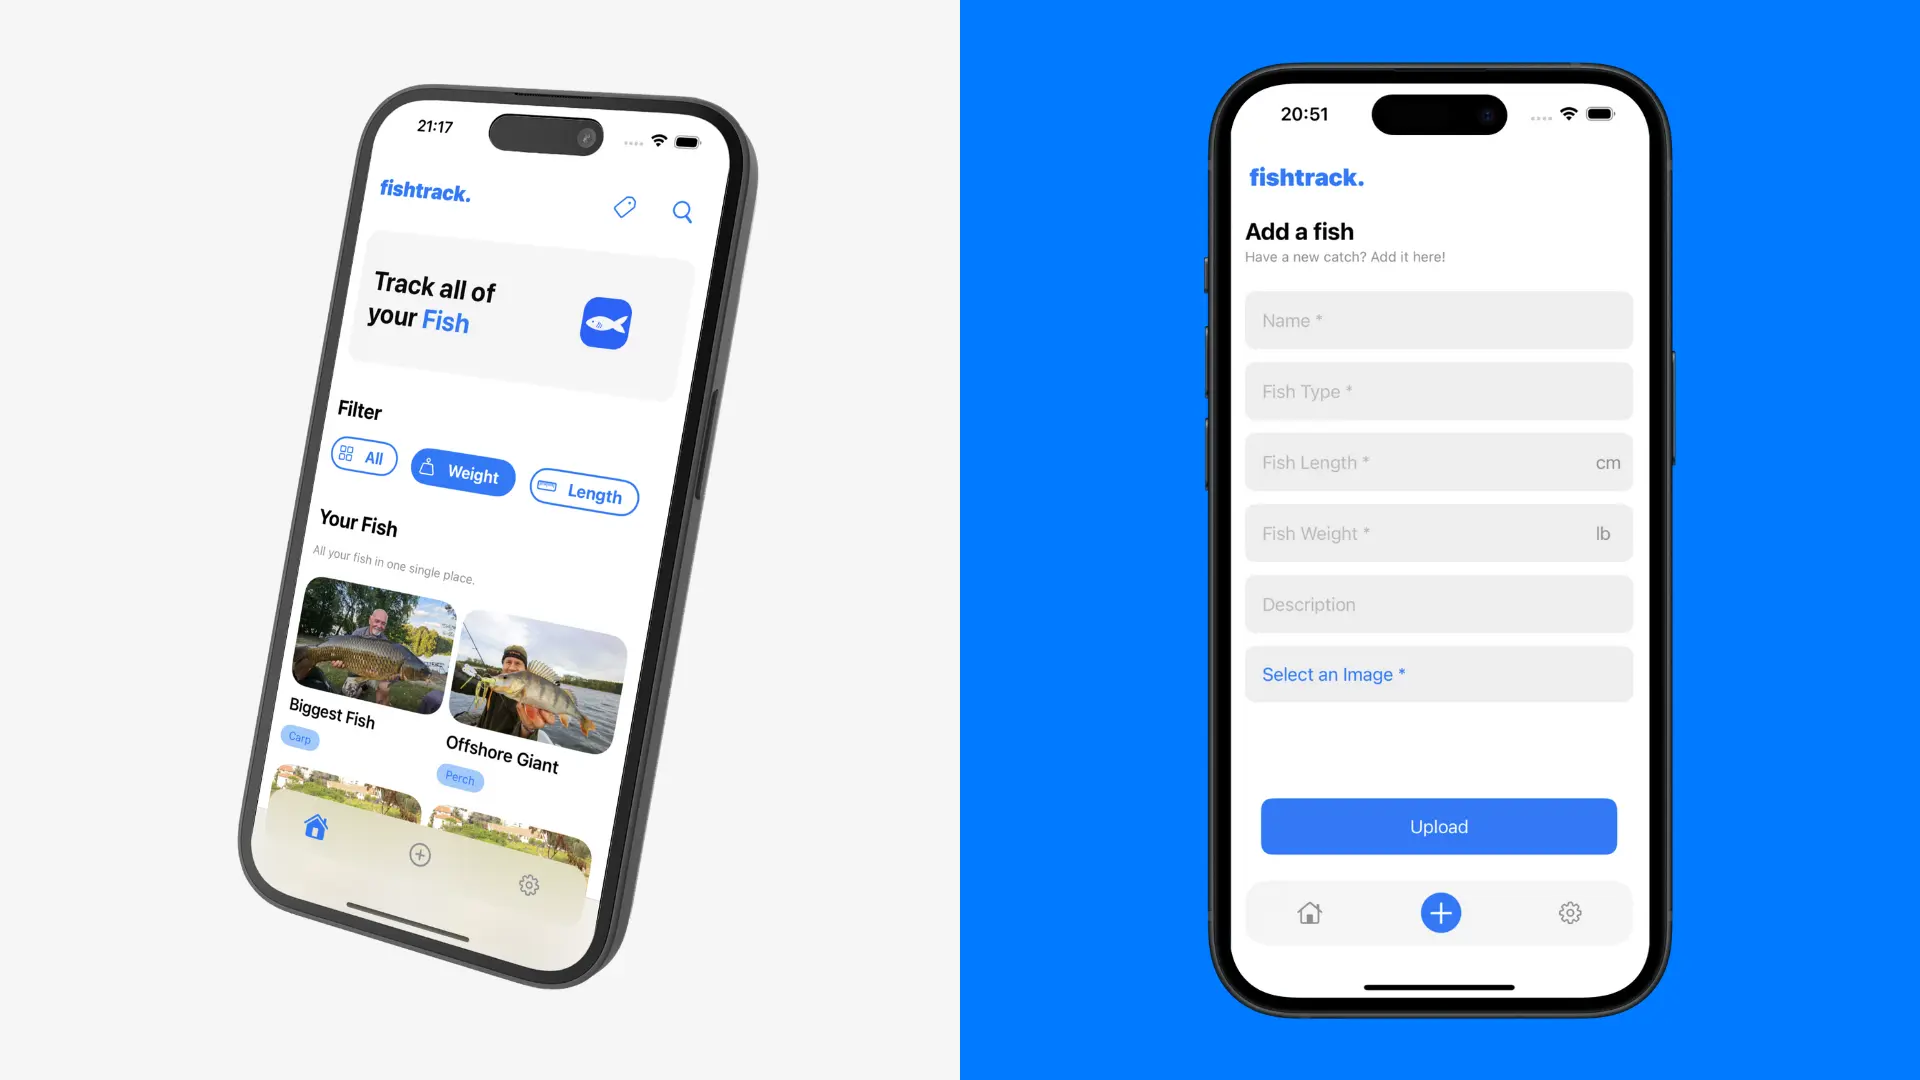 21:17
fishtrack.
Track all of
your Fish
Filter
All
Weight
Length
Your Fish
All your fish in one single place.
Biggest Fish
Carp
Offshore Giant
Perch
20:51
fishtrack.
Add a fish
Have a new catch? Add it here!
Name *
Fish Type *
Fish Length * cm
Fish Weight * lb
Description
Select an Image *
Upload